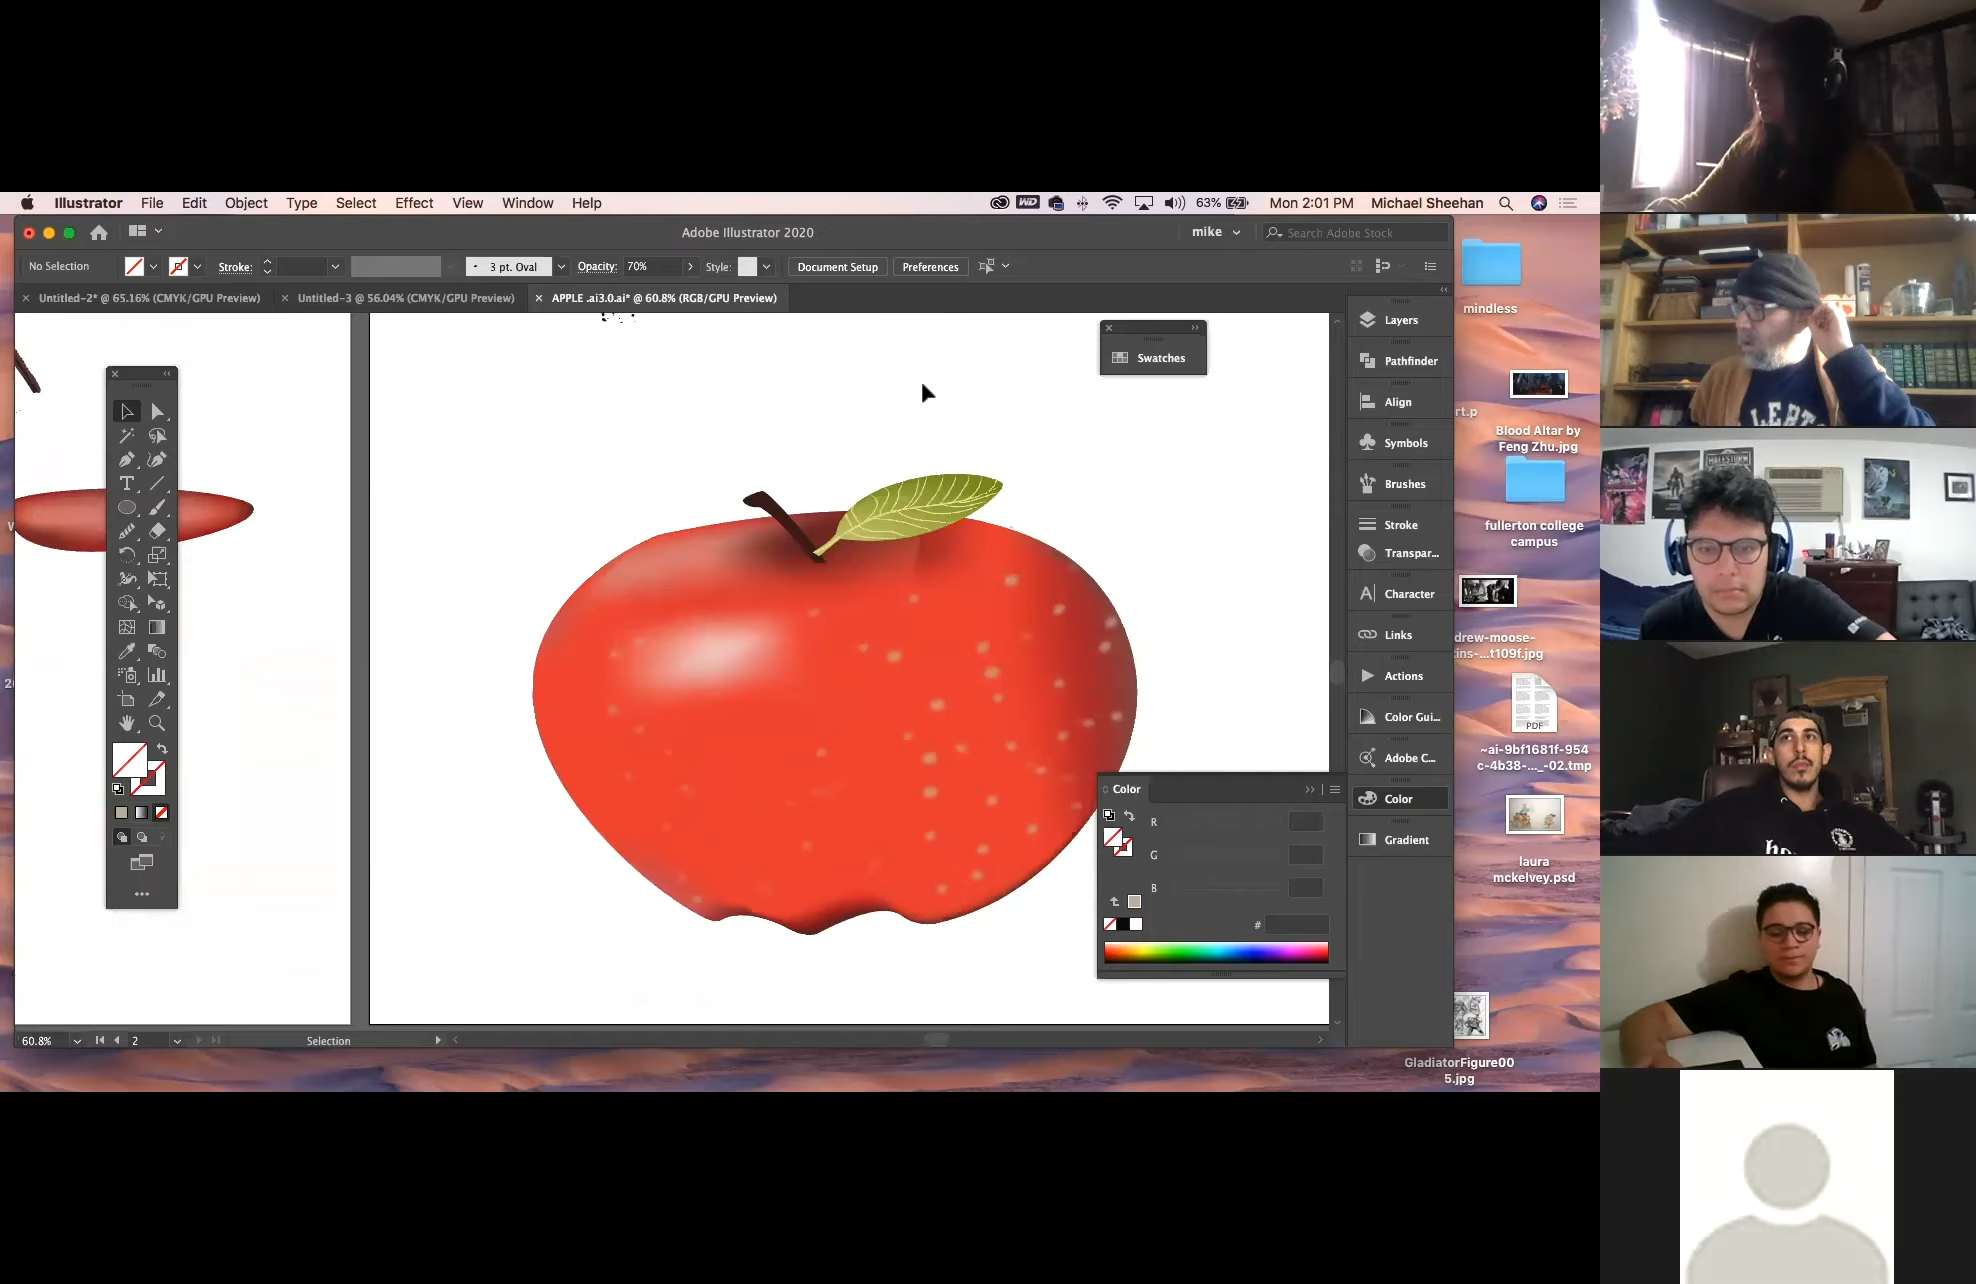 Illustrator File Edit Object Type Select Effect View Window Help
WD 63% Mon 2:01 PM Michael Sheehan
Adobe Illustrator 2020
mike
Search Adobe Stock
No Selection
Stroke:
3 pt. Oval
Opacity: 70%
Style:
Document Setup
Preferences
Untitled-2* @ 65.16% (CMYK/GPU Preview)
Untitled-3 @ 56.04% (CMYK/GPU Preview)
APPLE .ai3.0.ai* @ 60.8% (RGB/GPU Preview)
Swatches
Layers
Pathfinder
Align
Symbols
Brushes
Stroke
Transpar...
Character
Links
Actions
Color Gui...
Adobe C...
Color
Gradient
Color
R
G
B
#
60.8%
2
Selection
mindless
rt.p
Blood Altar by
Feng Zhu.jpg
fullerton college
campus
drew-moose-
ins-...t109f.jpg
PDF
~ai-9bf1681f-954
c-4b38-..._-02.tmp
laura
mckelvey.psd
GladiatorFigure00
5.jpg
HALESTORM